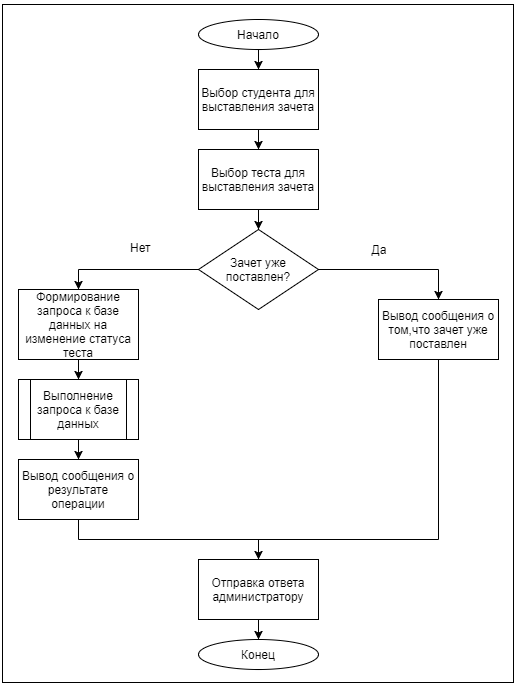 Начало
Выбор студента для
выставления зачета
Выбор теста для
выставления зачета
Зачет уже
поставлен?
Нет
Да
Формирование
запроса к базе
данных на
изменение статуса
теста
Вывод сообщения о
том,что зачет уже
поставлен
Выполнение
запроса к базе
данных
Вывод сообщения о
результате
операции
Отправка ответа
администратору
Конец